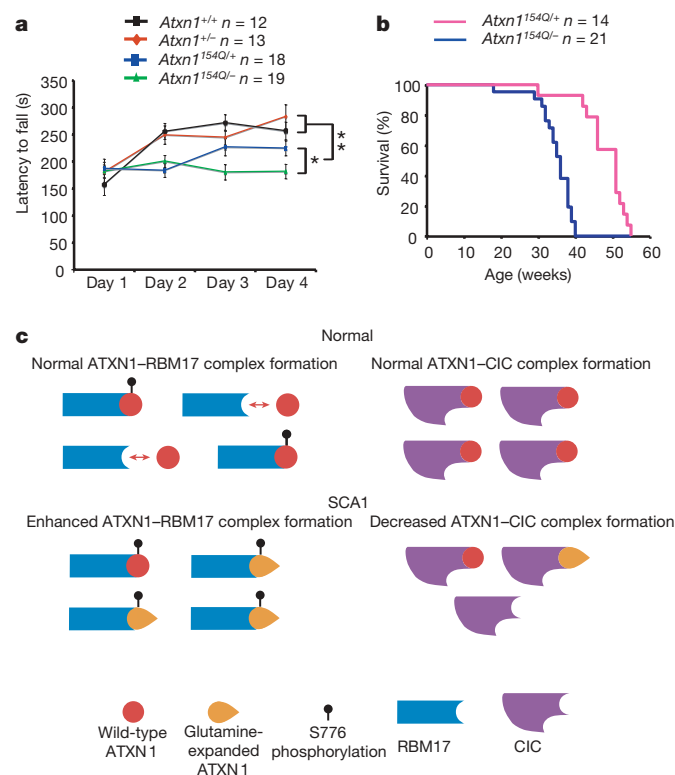 a
Atxn1+/+ n = 12
Atxn1+/− n = 13
Atxn1154Q/+ n = 18
Atxn1154Q/− n = 19
Latency to fall (s)
350
300
250
200
150
100
50
0
Day 1 Day 2 Day 3 Day 4
*
*
*
b
Atxn1154Q/+ n = 14
Atxn1154Q/− n = 21
Survival (%)
100
80
60
40
20
0
0 10 20 30 40 50 60
Age (weeks)
c
Normal
Normal ATXN1–RBM17 complex formation
Normal ATXN1–CIC complex formation
SCA1
Enhanced ATXN1–RBM17 complex formation
Decreased ATXN1–CIC complex formation
Wild-type
ATXN1
Glutamine-
expanded
ATXN1
S776
phosphorylation
RBM17
CIC